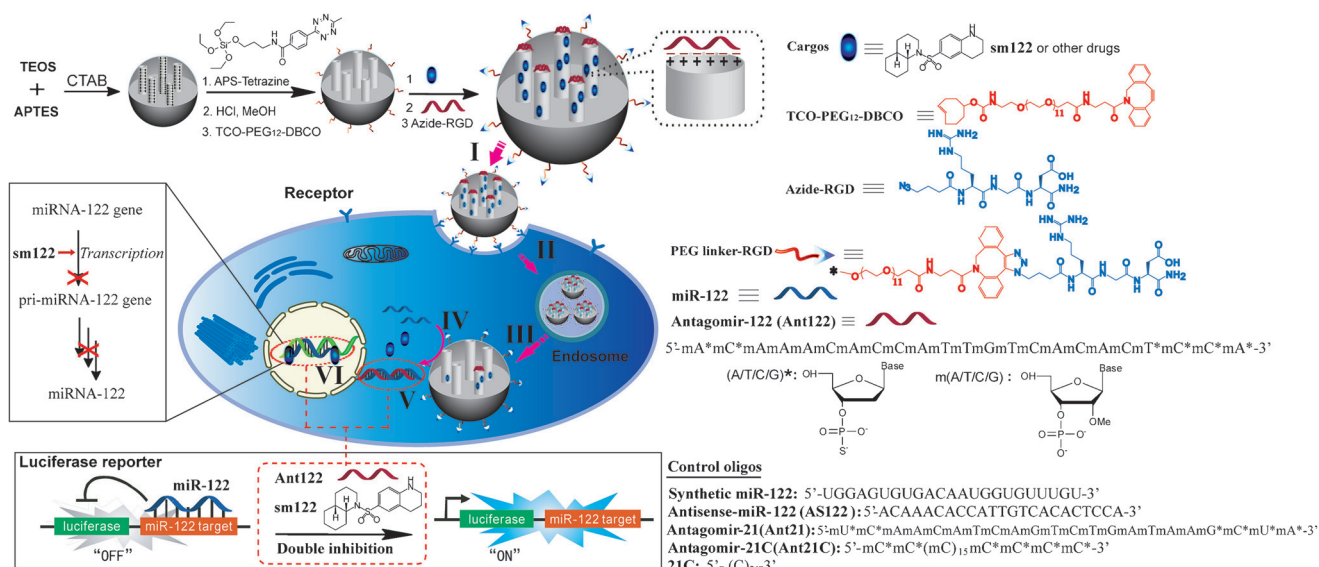 TEOS
+
APTES
CTAB
1. APS-Tetrazine
2. HCl, MeOH
3. TCO-PEG12-DBCO
1
2
3 Azide-RGD
Cargos
sm122 or other drugs
TCO-PEG12-DBCO
Azide-RGD
PEG linker-RGD
miR-122
Antagomir-122 (Ant122)
5'-mA*mC*mAmAmAmCmAmCmCmAmTmTmGmTmCmAmCmAmCmT*mC*mC*mA*-3'
(A/T/C/G)*:
m(A/T/C/G) :
I
Receptor
II
III
Endosome
IV
V
VI
miRNA-122 gene
sm122
Transcription
pri-miRNA-122 gene
miRNA-122
Luciferase reporter
miR-122
luciferase
miR-122 target
"OFF"
Ant122
sm122
Double inhibition
luciferase
miR-122 target
"ON"
Control oligos
Synthetic miR-122: 5'-UGGAGUGUGACAAUGGUGUUUGU-3'
Antisense-miR-122 (AS122): 5'-ACAAACACCATTGTCACACTCCA-3'
Antagomir-21(Ant21): 5'-mU*mC*mAmAmCmAmTmCmAmGmTmCmTmGmAmTmAmAmG*mC*mU*mA*-3'
Antagomir-21C(Ant21C): 5'-mC*mC*(mC)15mC*mC*mC*mC*-3'